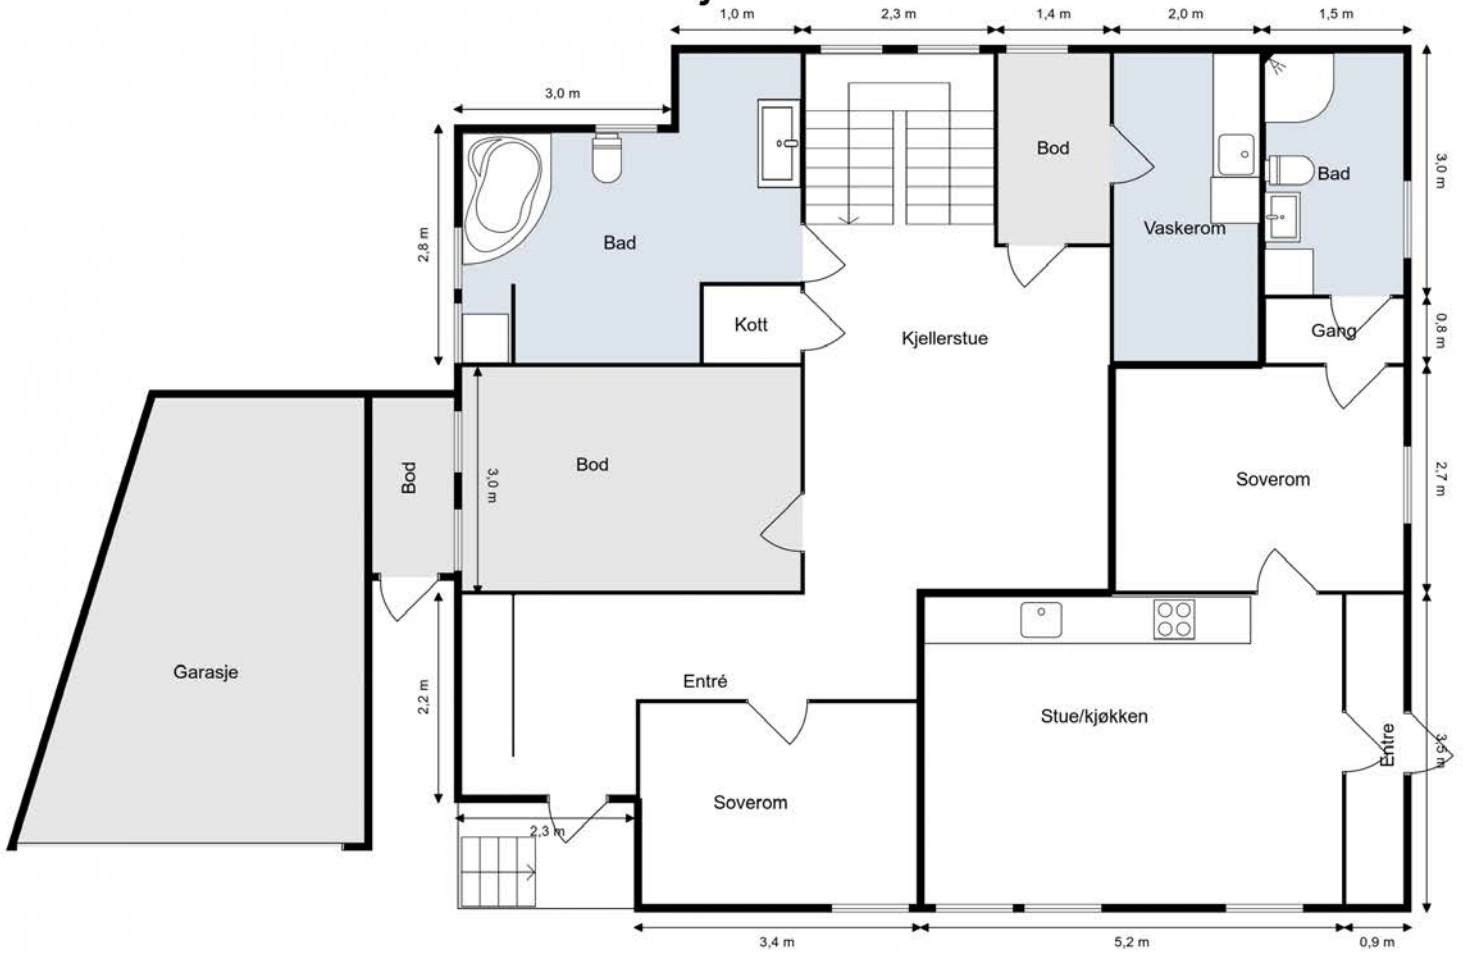 1,0 m
2,3 m
1,4 m
2,0 m
1,5 m
3,0 m
2,8 m
Bad
Kott
Kjellerstue
Bod
Vaskerom
Bad
3,0 m
Gang
0,8 m
Bod
Bod
3,0 m
Soverom
2,7 m
Garasje
2,2 m
Entré
Stue/kjøkken
Entre
3,5 m
Soverom
2,3 m
3,4 m
5,2 m
0,9 m